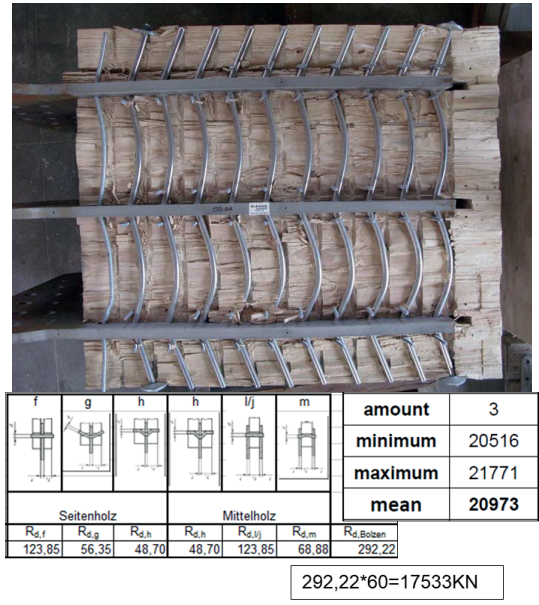 f g h h l/j m
Seitenholz Mittelholz
Rd,f Rd,g Rd,h Rd,h Rd,l/j Rd,m Rd,Bolzen
123,85 56,35 48,70 48,70 123,85 68,88 292,22
amount 3
minimum 20516
maximum 21771
mean 20973
292,22*60=17533KN